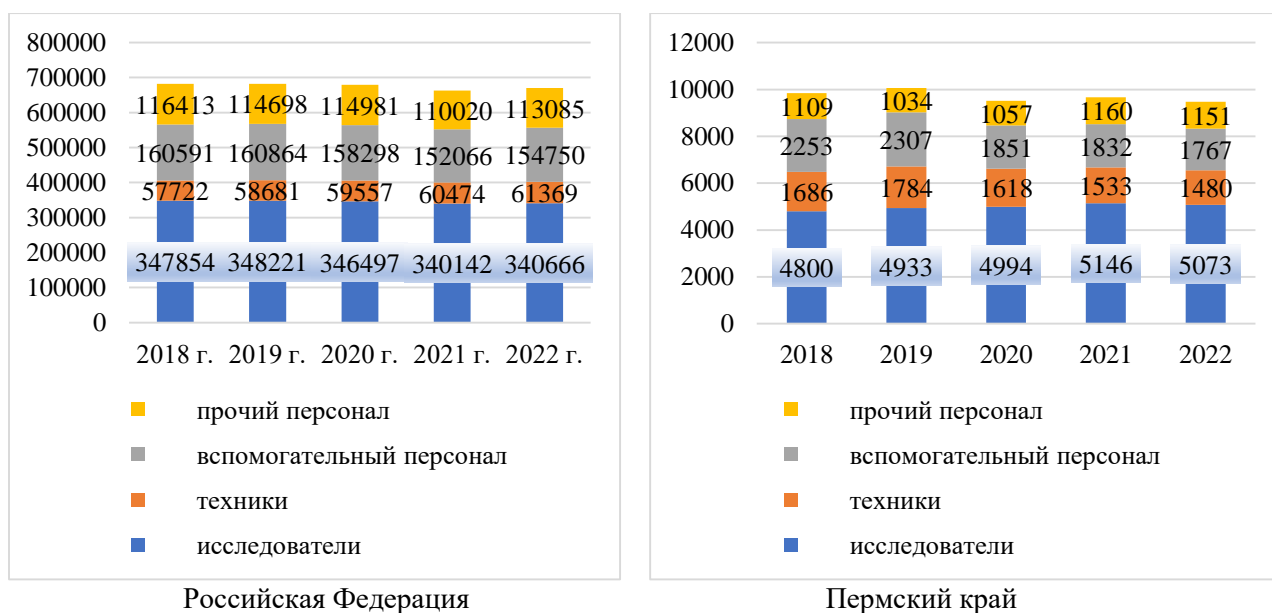 800000
700000
600000
500000
400000
300000
200000
100000
0
116413 114698 114981 110020 113085
160591 160864 158298 152066 154750
57722 58681 59557 60474 61369
347854 348221 346497 340142 340666
2018 г. 2019 г. 2020 г. 2021 г. 2022 г.
прочий персонал
вспомогательный персонал
техники
исследователи
Российская Федерация
12000
10000
8000
6000
4000
2000
0
1109 1034 1057 1160 1151
2253 2307 1851 1832 1767
1686 1784 1618 1533 1480
4800 4933 4994 5146 5073
2018 2019 2020 2021 2022
прочий персонал
вспомогательный персонал
техники
исследователи
Пермский край